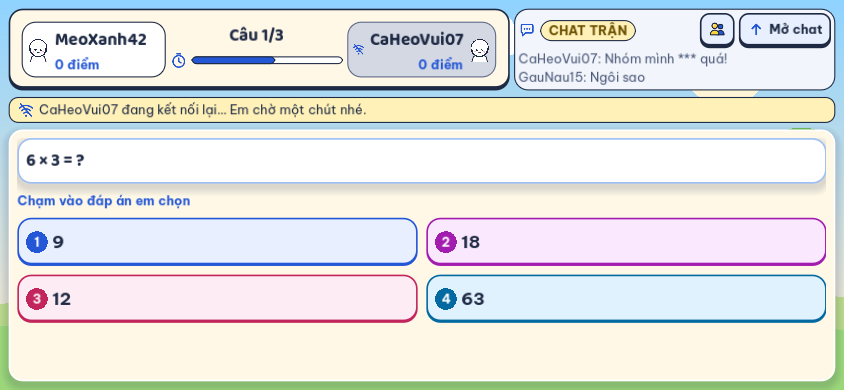 MeoXanh42
0 điểm
Câu 1/3
CaHeoVui07
0 điểm
CHAT TRẬN
Mở chat
CaHeoVui07: Nhóm mình *** quá!
GauNau15: Ngôi sao
CaHeoVui07 đang kết nối lại... Em chờ một chút nhé.
6 × 3 = ?
Chạm vào đáp án em chọn
1 9
2 18
3 12
4 63